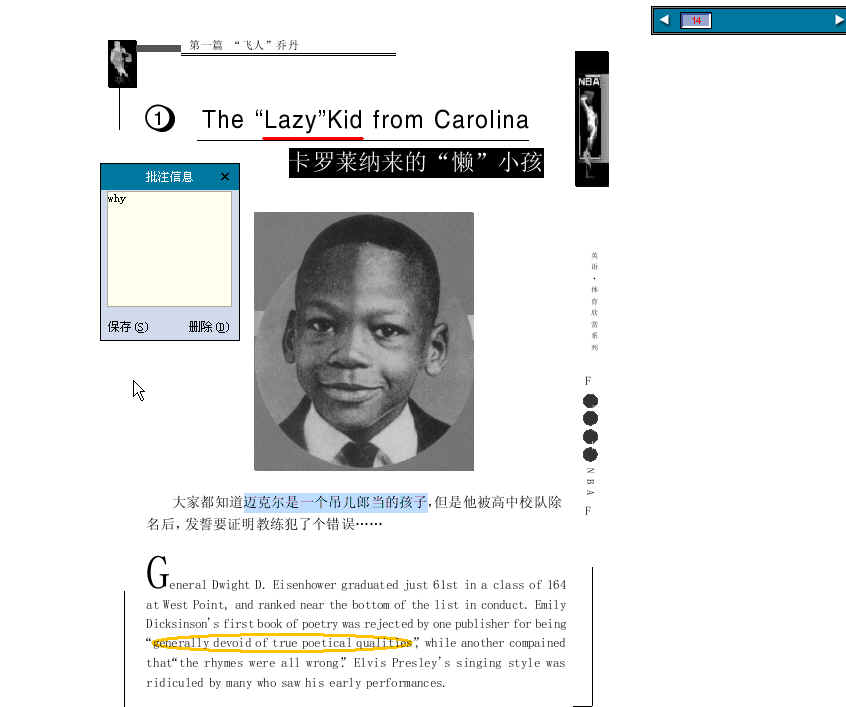 14
第一篇 “飞人”乔丹
NBA
1 The “Lazy”Kid from Carolina
卡罗莱纳来的“懒”小孩
批注信息
why
保存(S) 删除(D)
英语·体育欣赏系列
F
NBA
F
大家都知道迈克尔是一个吊儿郎当的孩子,但是他被高中校队除
名后,发誓要证明教练犯了个错误……
General Dwight D. Eisenhower graduated just 61st in a class of 164
at West Point, and ranked near the bottom of the list in conduct. Emily
Dicksinson's first book of poetry was rejected by one publisher for being
“generally devoid of true poetical qualities”, while another compained
that“the rhymes were all wrong.” Elvis Presley's singing style was
ridiculed by many who saw his early performances.